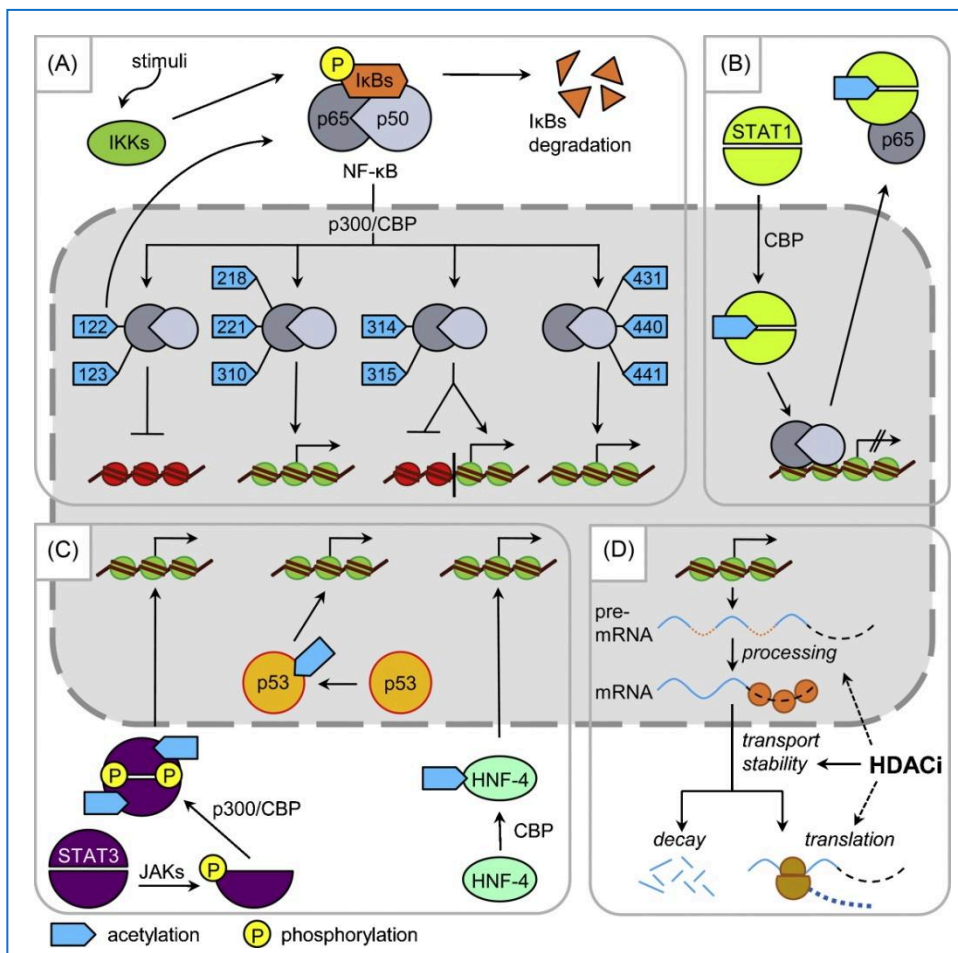 (A)
stimuli
IKKs
P
IκBs
p65
p50
NF-κB
IκBs
degradation
p300/CBP
122
123
218
221
310
314
315
431
440
441
(B)
STAT1
p65
CBP
(C)
p53
p53
STAT3
JAKs
P
P
P
p300/CBP
HNF-4
CBP
HNF-4
(D)
pre-
mRNA
processing
mRNA
transport
stability
HDACi
decay
translation
acetylation
P
phosphorylation